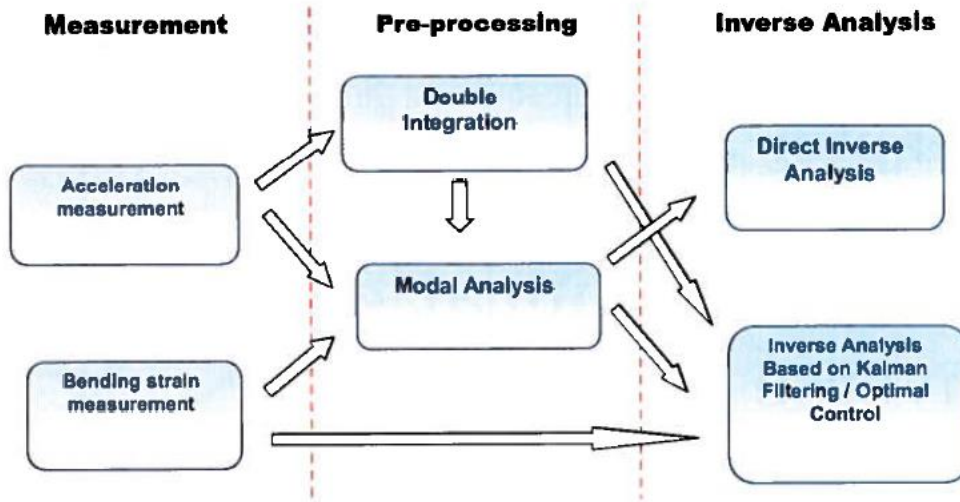 Measurement
Pre-processing
Inverse Analysis
Double
Integration
Acceleration
measurement
Direct Inverse
Analysis
Modal Analysis
Bending strain
measurement
Inverse Analysis
Based on Kalman
Filtering / Optimal
Control